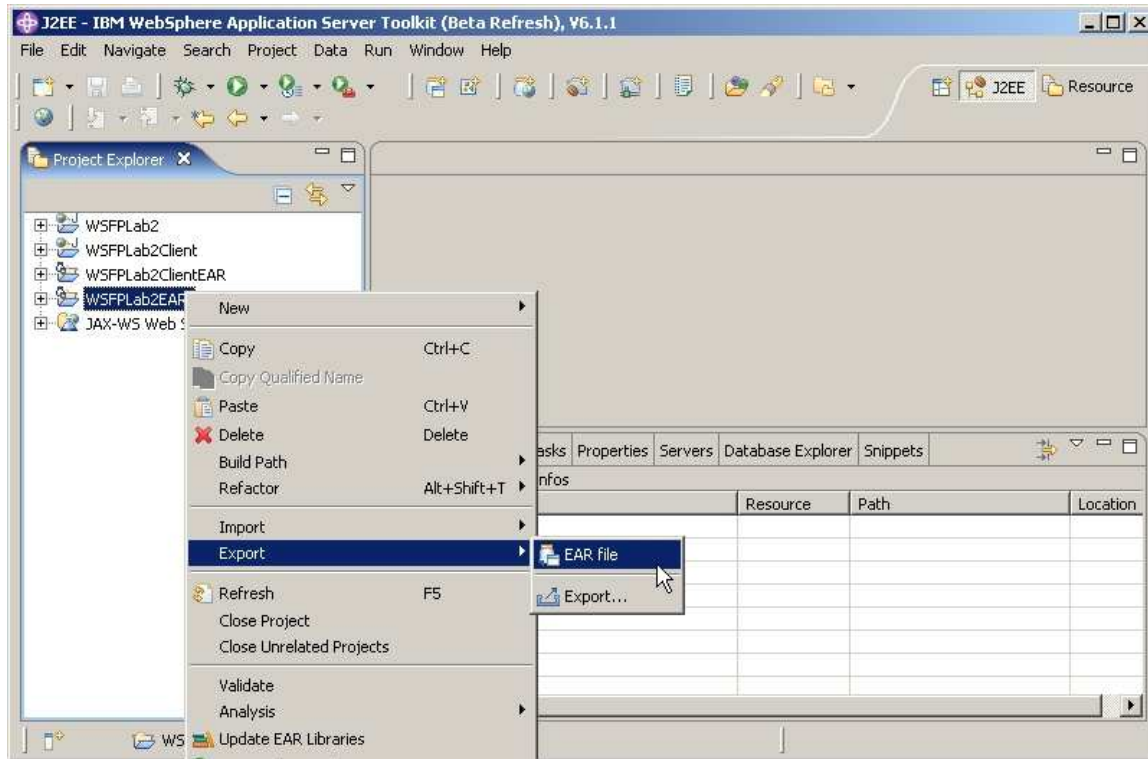 J2EE - IBM WebSphere Application Server Toolkit (Beta Refresh), V6.1.1
File Edit Navigate Search Project Data Run Window Help
J2EE
Resource
Project Explorer
WSFPLab2
WSFPLab2Client
WSFPLab2ClientEAR
WSFPLab2EAR
JAX-WS Web
New
Copy Ctrl+C
Copy Qualified Name
Paste Ctrl+V
Delete Delete
Build Path
Refactor Alt+Shift+T
Import
Export
EAR file
Export...
Refresh F5
Close Project
Close Unrelated Projects
Validate
Analysis
Update EAR Libraries
asks Properties Servers Database Explorer Snippets
nfos
Resource Path Location
WS